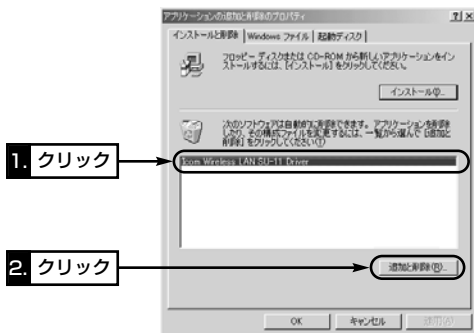 アプリケーションの追加と削除のプロパティ
インストールと削除 Windows ファイル 起動ディスク
フロッピー ディスクまたは CD-ROM から新しいアプリケーションをイン
ストールするには、[インストール] をクリックしてください。
インストール(I)...
次のソフトウェアは自動的に削除できます。アプリケーションを削除
したり、その構成ファイルを変更するには、一覧から選んで [追加と
削除] をクリックしてください(T)
1. クリック
Icom Wireless LAN SU-11 Driver
2. クリック
追加と削除(R)...
OK キャンセル 適用(A)